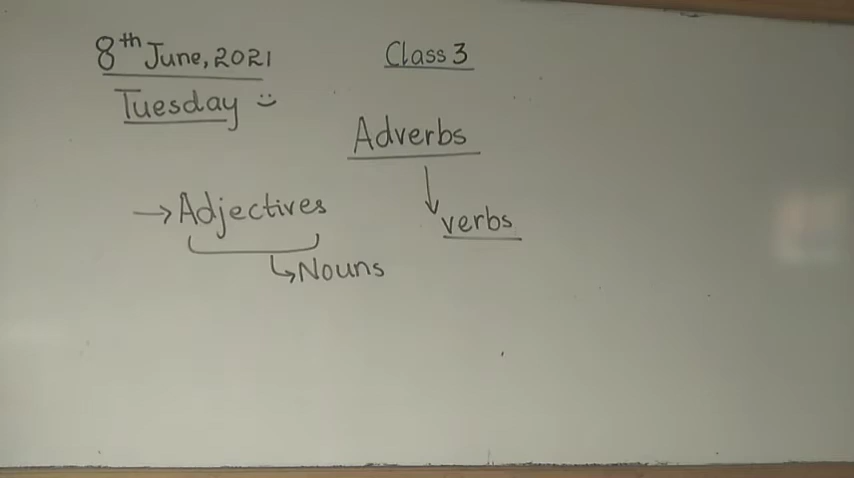 8th June, 2021
Class 3
Tuesday
Adverbs
→Adjectives
verbs
Nouns